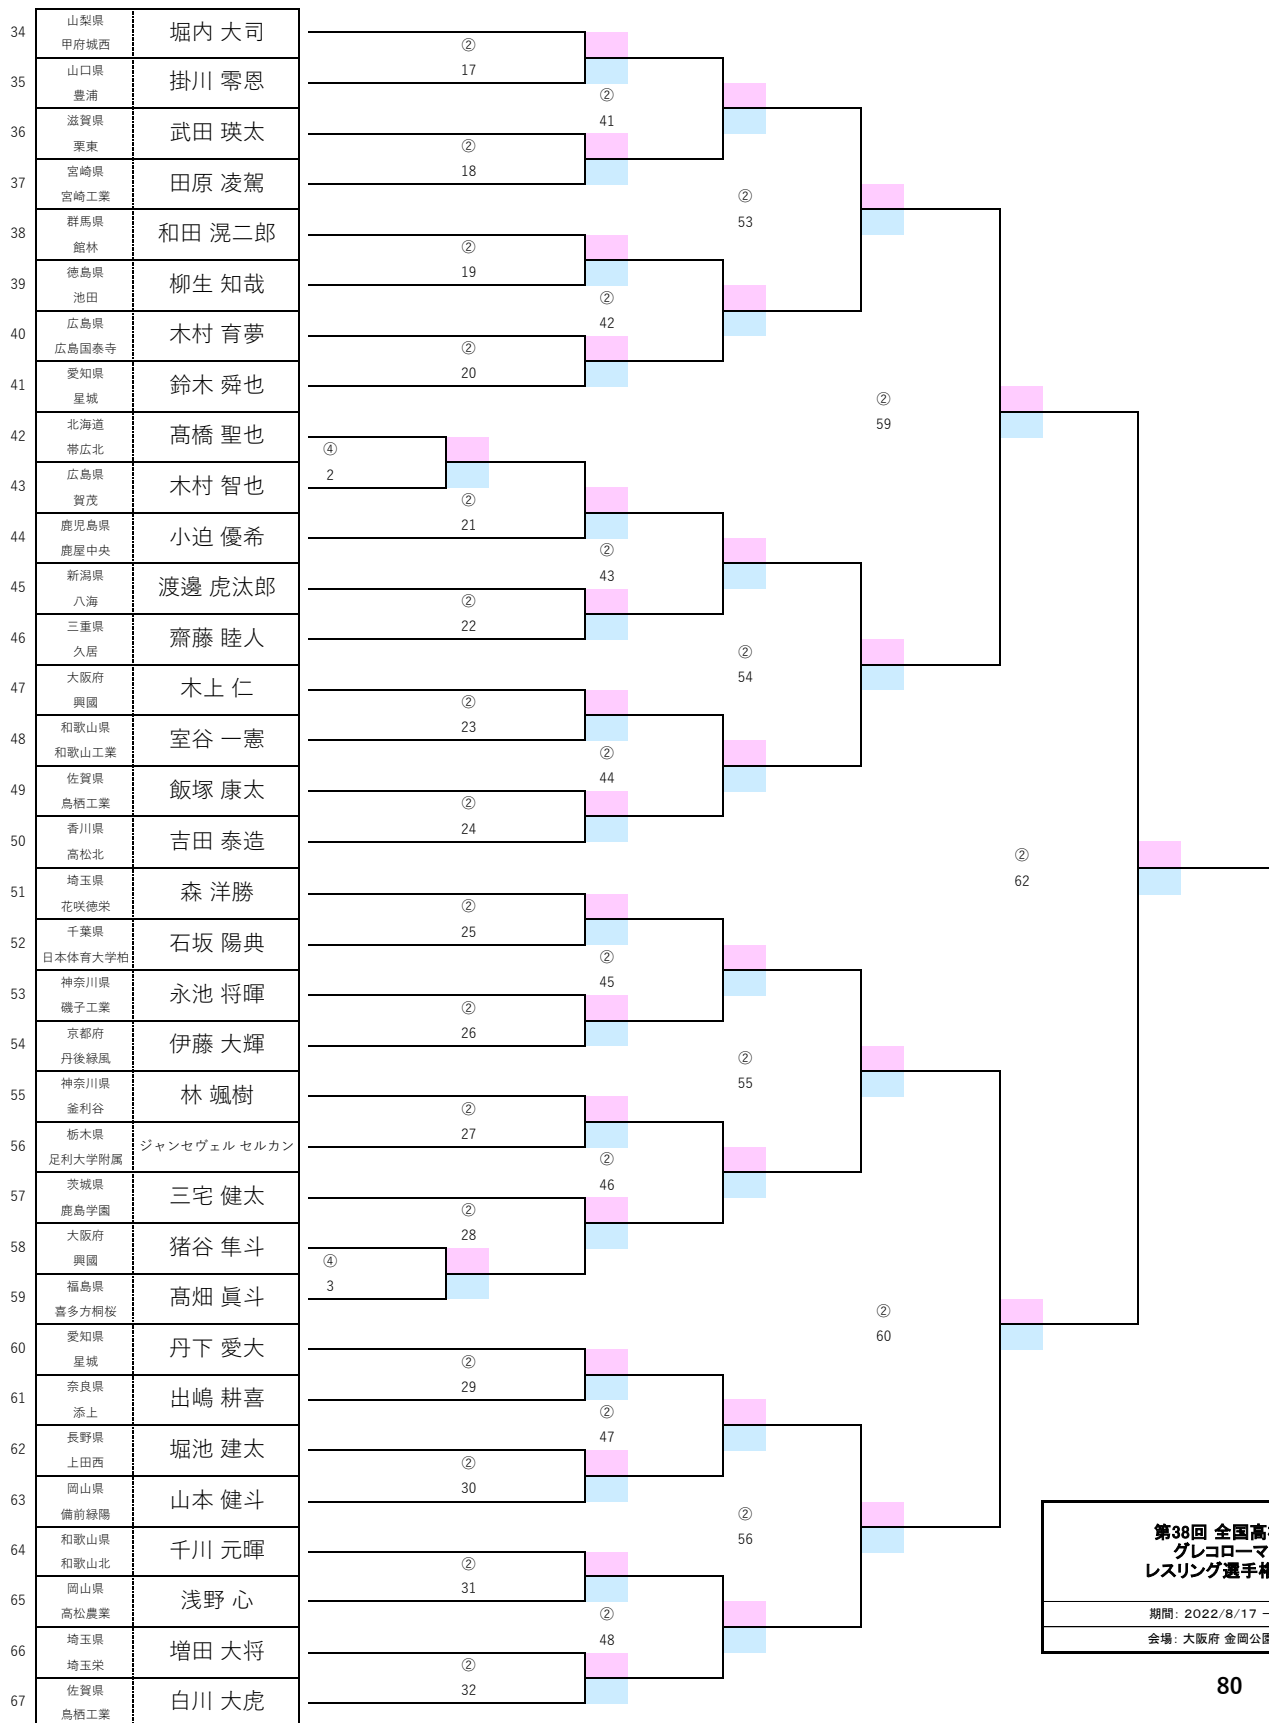 34 山梨県 甲府城西 堀内 大司
35 山口県 豊浦 掛川 零恩
36 滋賀県 栗東 武田 瑛太
37 宮崎県 宮崎工業 田原 凌駕
38 群馬県 館林 和田 滉二郎
39 徳島県 池田 柳生 知哉
40 広島県 広島国泰寺 木村 育夢
41 愛知県 星城 鈴木 舜也
42 北海道 帯広北 髙橋 聖也
43 広島県 賀茂 木村 智也
44 鹿児島県 鹿屋中央 小迫 優希
45 新潟県 八海 渡邊 虎汰郎
46 三重県 久居 齋藤 睦人
47 大阪府 興國 木上 仁
48 和歌山県 和歌山工業 室谷 一憲
49 佐賀県 鳥栖工業 飯塚 康太
50 香川県 高松北 吉田 泰造
51 埼玉県 花咲徳栄 森 洋勝
52 千葉県 日本体育大学柏 石坂 陽典
53 神奈川県 磯子工業 永池 将暉
54 京都府 丹後緑風 伊藤 大輝
55 神奈川県 釜利谷 林 颯樹
56 栃木県 足利大学附属 ジャンセヴェル セルカン
57 茨城県 鹿島学園 三宅 健太
58 大阪府 興國 猪谷 隼斗
59 福島県 喜多方桐桜 髙畑 眞斗
60 愛知県 星城 丹下 愛大
61 奈良県 添上 出嶋 耕喜
62 長野県 上田西 堀池 建太
63 岡山県 備前緑陽 山本 健斗
64 和歌山県 和歌山北 千川 元暉
65 岡山県 高松農業 浅野 心
66 埼玉県 埼玉栄 増田 大将
67 佐賀県 鳥栖工業 白川 大虎
④ 2
④ 3
② 17
② 18
② 19
② 20
② 21
② 22
② 23
② 24
② 25
② 26
② 27
② 28
② 29
② 30
② 31
② 32
② 41
② 42
② 43
② 44
② 45
② 46
② 47
② 48
② 53
② 54
② 55
② 56
② 59
② 60
② 62
第38回 全国高
グレコローマ
レスリング選手
期間: 2022/8/17 -
会場: 大阪府 金岡公園
80